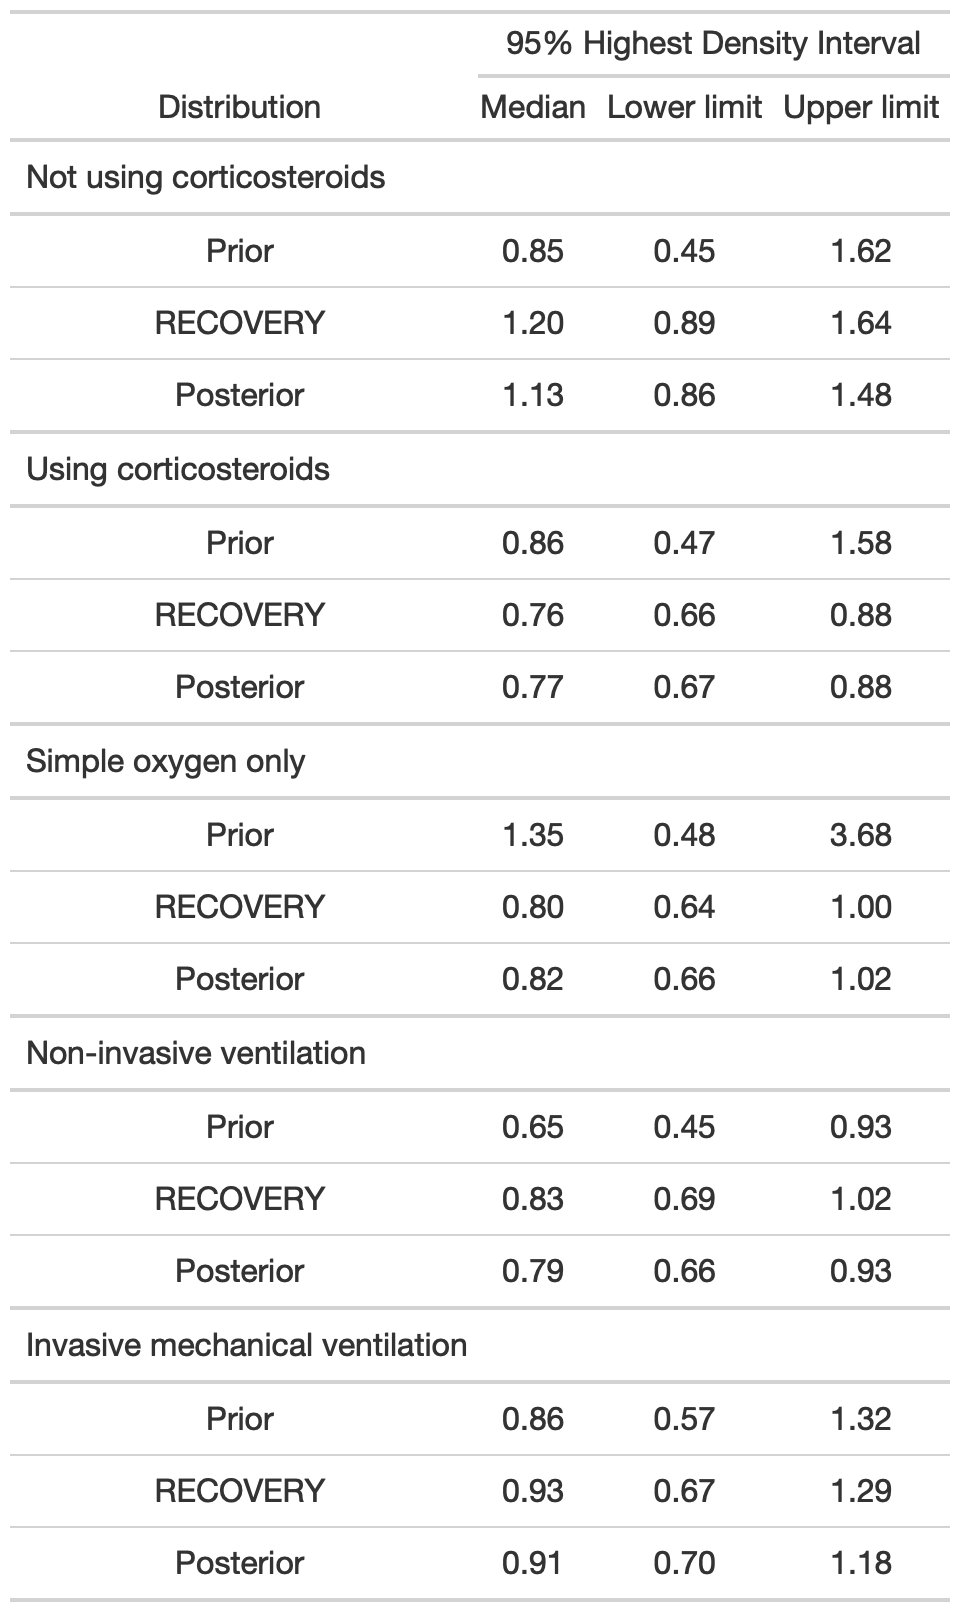 95% Highest Density Interval
Distribution Median Lower limit Upper limit
Not using corticosteroids
Prior 0.85 0.45 1.62
RECOVERY 1.20 0.89 1.64
Posterior 1.13 0.86 1.48
Using corticosteroids
Prior 0.86 0.47 1.58
RECOVERY 0.76 0.66 0.88
Posterior 0.77 0.67 0.88
Simple oxygen only
Prior 1.35 0.48 3.68
RECOVERY 0.80 0.64 1.00
Posterior 0.82 0.66 1.02
Non-invasive ventilation
Prior 0.65 0.45 0.93
RECOVERY 0.83 0.69 1.02
Posterior 0.79 0.66 0.93
Invasive mechanical ventilation
Prior 0.86 0.57 1.32
RECOVERY 0.93 0.67 1.29
Posterior 0.91 0.70 1.18